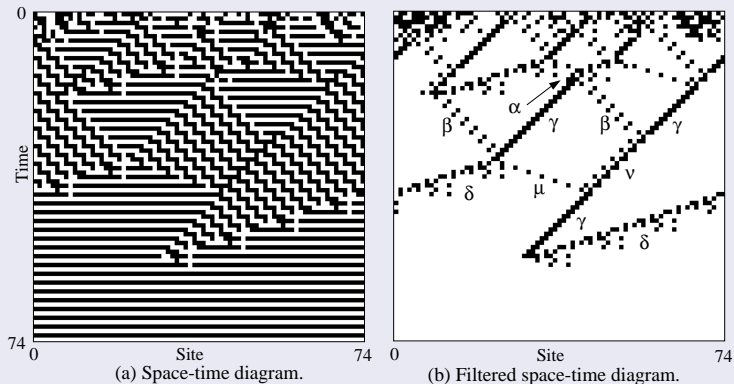 0
Time
74
0 Site 74
(a) Space-time diagram.
α
β γ β γ
δ μ ν
γ δ
0 Site 74
(b) Filtered space-time diagram.